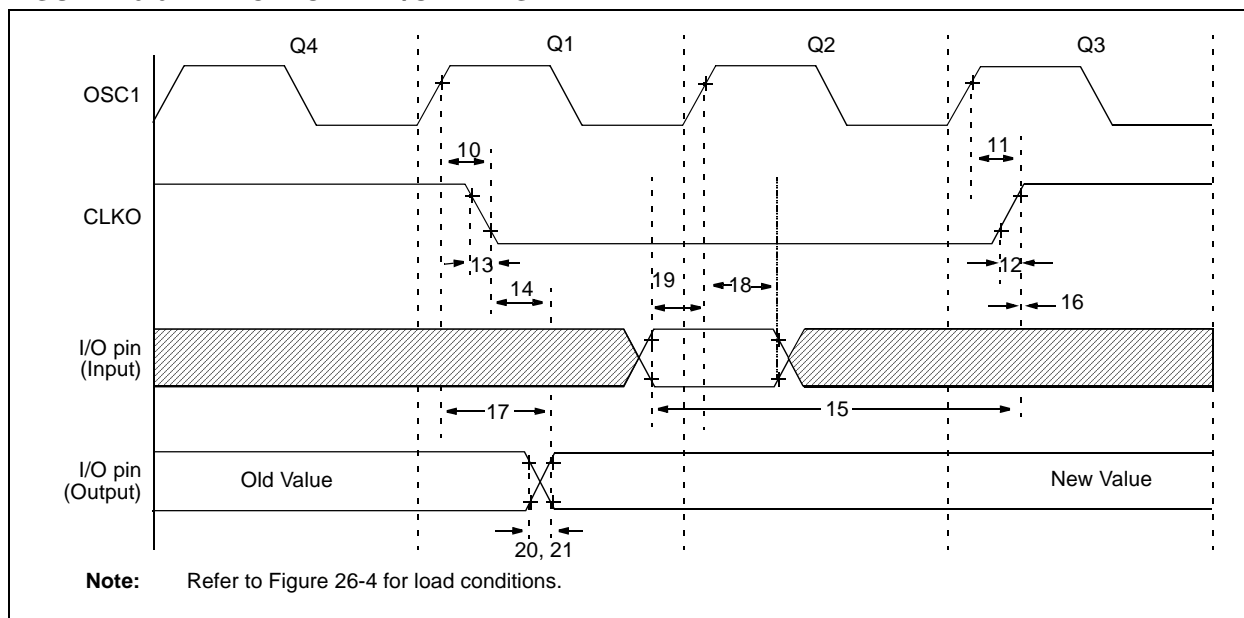 Q4 Q1 Q2 Q3
OSC1
10 11
CLKO
13 12
14 19 18 16
I/O pin
(Input)
17 15
I/O pin
(Output)
Old Value New Value
20, 21
Note: Refer to Figure 26-4 for load conditions.